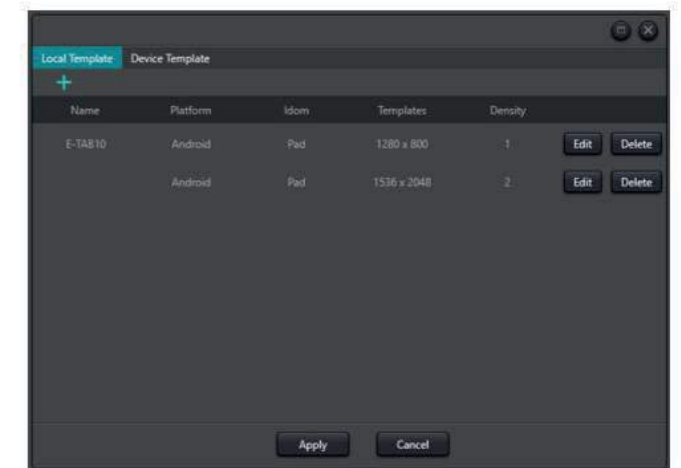 Local Template Device Template
+
Name Platform Idom Templates Density
E-TAB10 Android Pad 1280 x 800 1 Edit Delete
Android Pad 1536 x 2048 2 Edit Delete
Apply Cancel